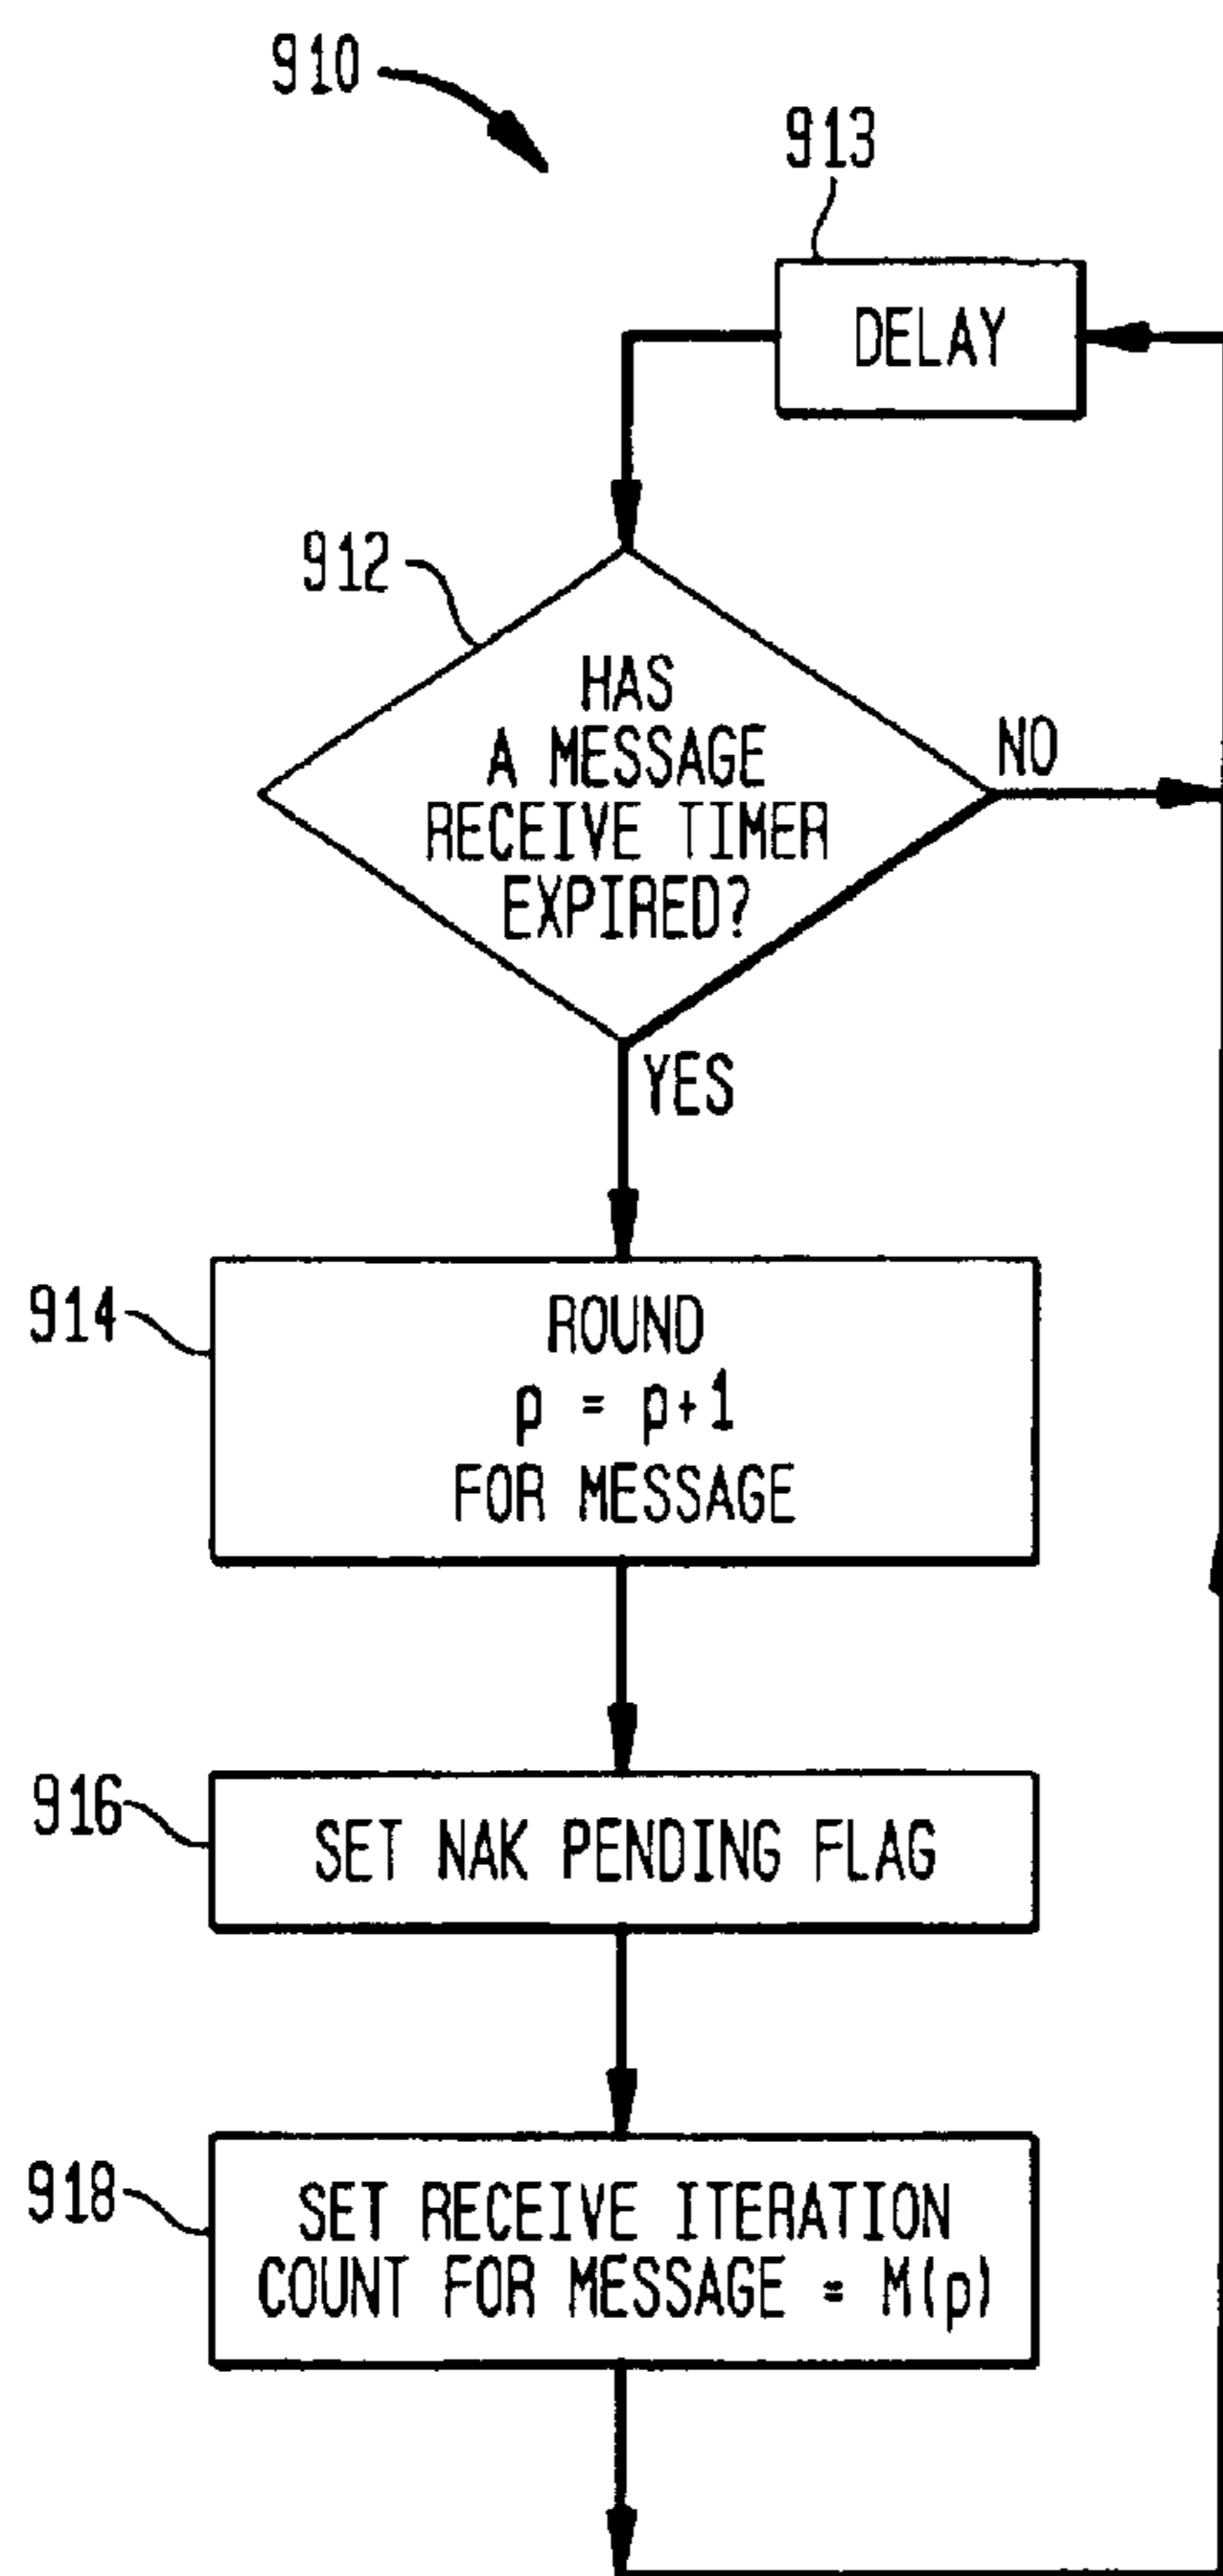 910
913
DELAY
912
HAS
A MESSAGE
RECEIVE TIMER
EXPIRED?
NO
YES
914
ROUND
p = p+1
FOR MESSAGE
916
SET NAK PENDING FLAG
918
SET RECEIVE ITERATION
COUNT FOR MESSAGE = M(p)